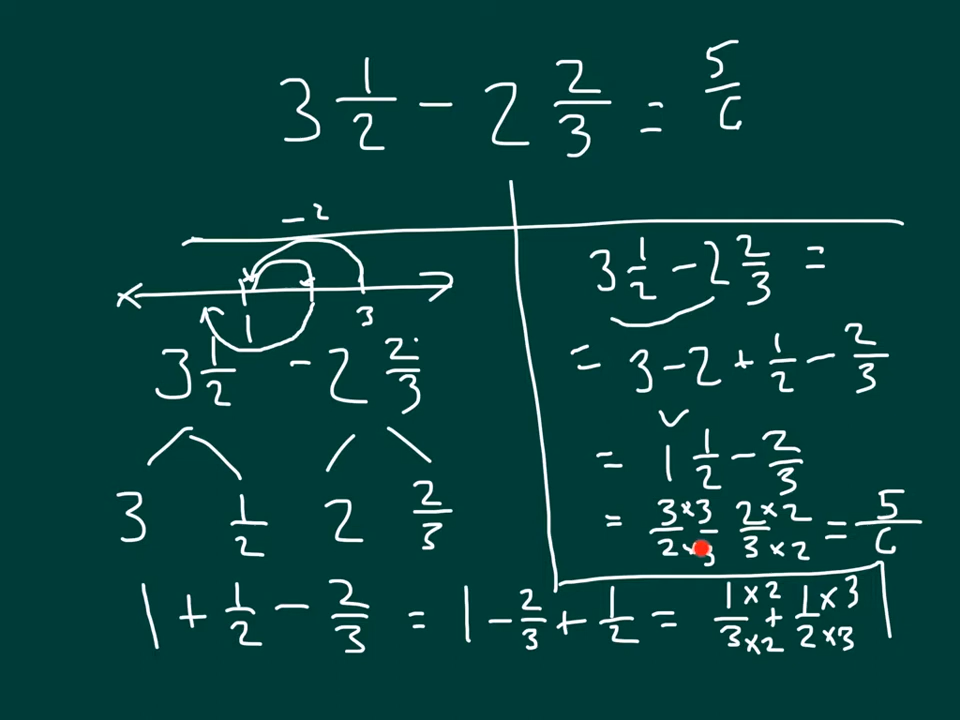 3 1/2 - 2 2/3 = 5/6
-2
1 3
3 1/2 - 2 2/3
3 1/2 2 2/3
3 1/2 - 2 2/3 =
= 3 - 2 + 1/2 - 2/3
= 1 1/2 - 2/3
= 3×3/2×3 - 2×2/3×2 = 5/6
1 + 1/2 - 2/3 = 1 - 2/3 + 1/2 = 1×2/3×2 + 1×3/2×3